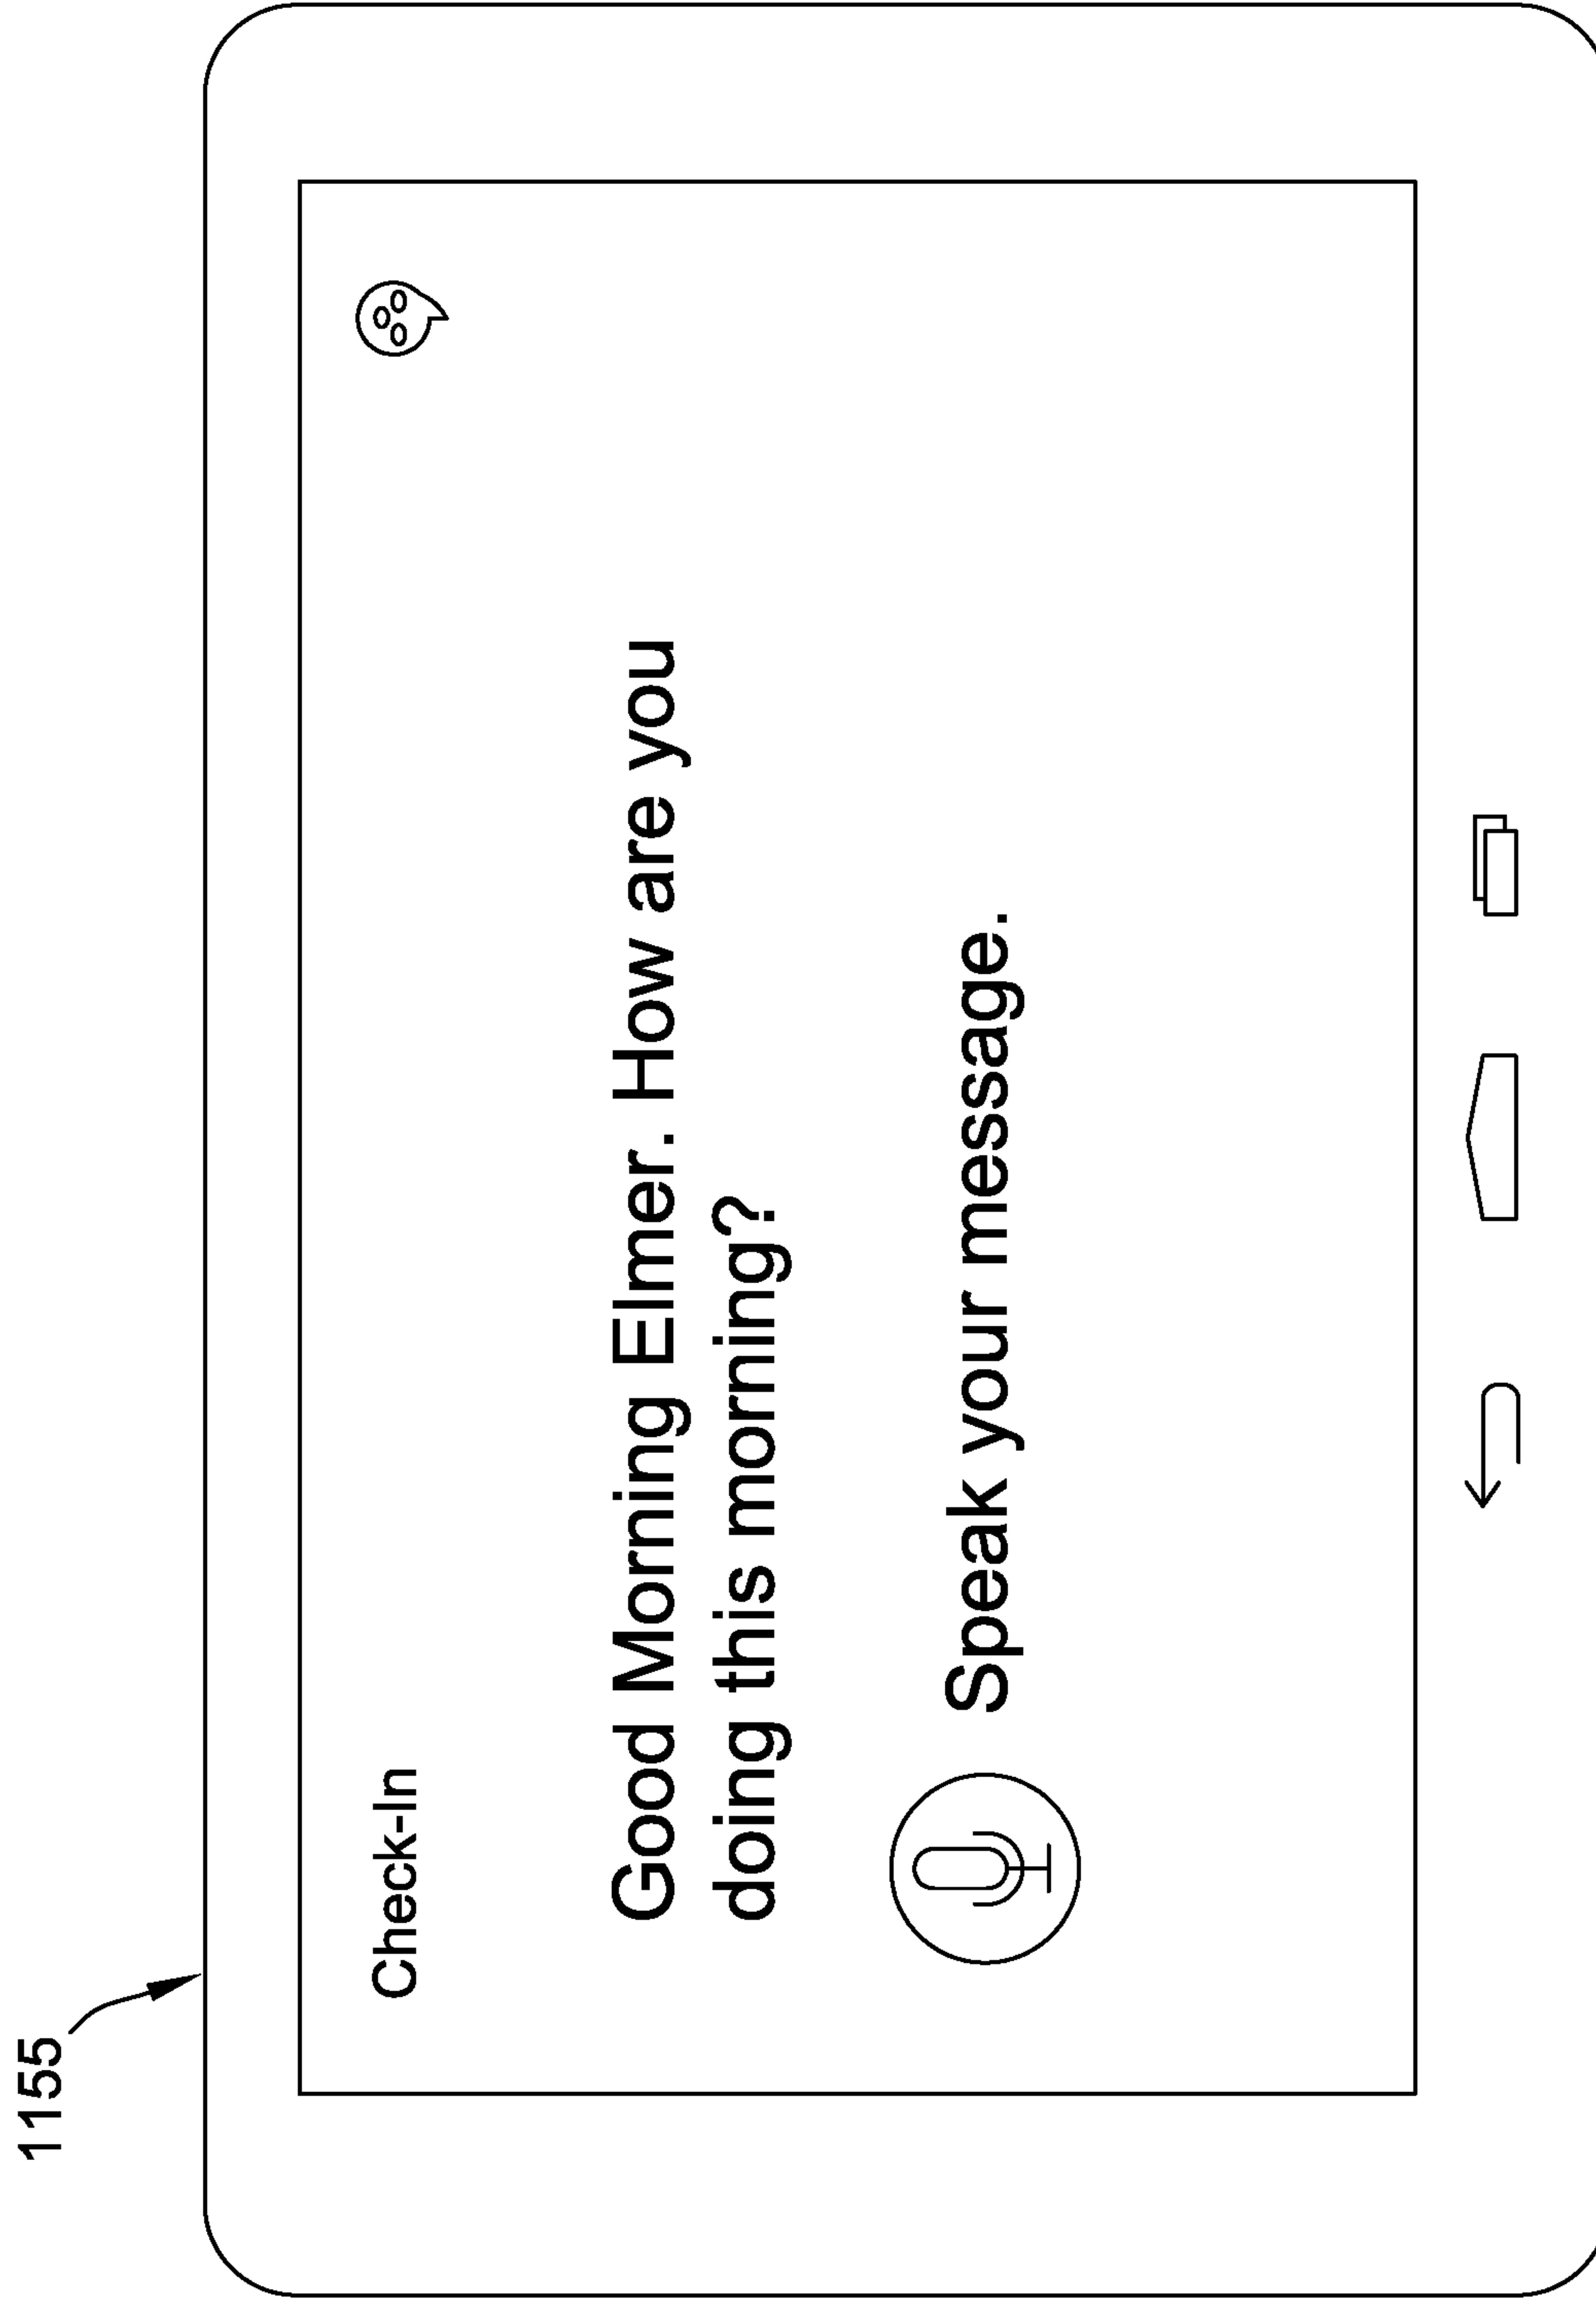 1155
Check-In
Good Morning Elmer. How are you
doing this morning?
Speak your message.